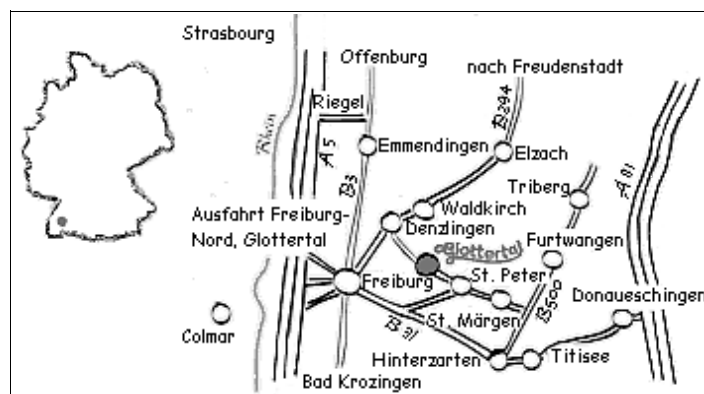 Strasbourg
Offenburg
nach Freudenstadt
Riegel
B294
Rhein
A5
Emmendingen
Elzach
A81
B3
Triberg
Ausfahrt Freiburg-
Nord, Glottertal
Waldkirch
Denzlingen
Glottertal
Furtwangen
Freiburg
St. Peter
B500
Donaueschingen
Colmar
B31
St. Märgen
Hinterzarten
Titisee
Bad Krozingen